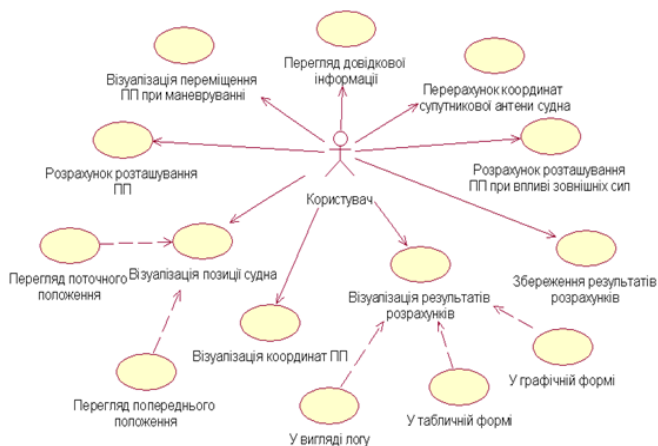 Візуалізація переміщення
ПП при маневруванні
Перегляд довідкової
інформації
Перерахунок координат
супутникової антени судна
Розрахунок розташування
ПП
Користувач
Розрахунок розташування
ПП при впливі зовнішніх сил
Перегляд поточного
положення
Візуалізація позиції судна
Візуалізація результатів
розрахунків
Збереження результатів
розрахунків
Візуалізація координат ПП
Перегляд попереднього
положення
У вигляді логу
У табличній формі
У графічній формі